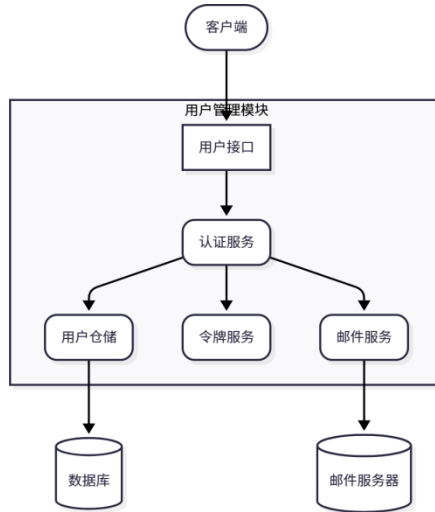 客户端
用户管理模块
用户接口
认证服务
用户仓储
令牌服务
邮件服务
数据库
邮件服务器